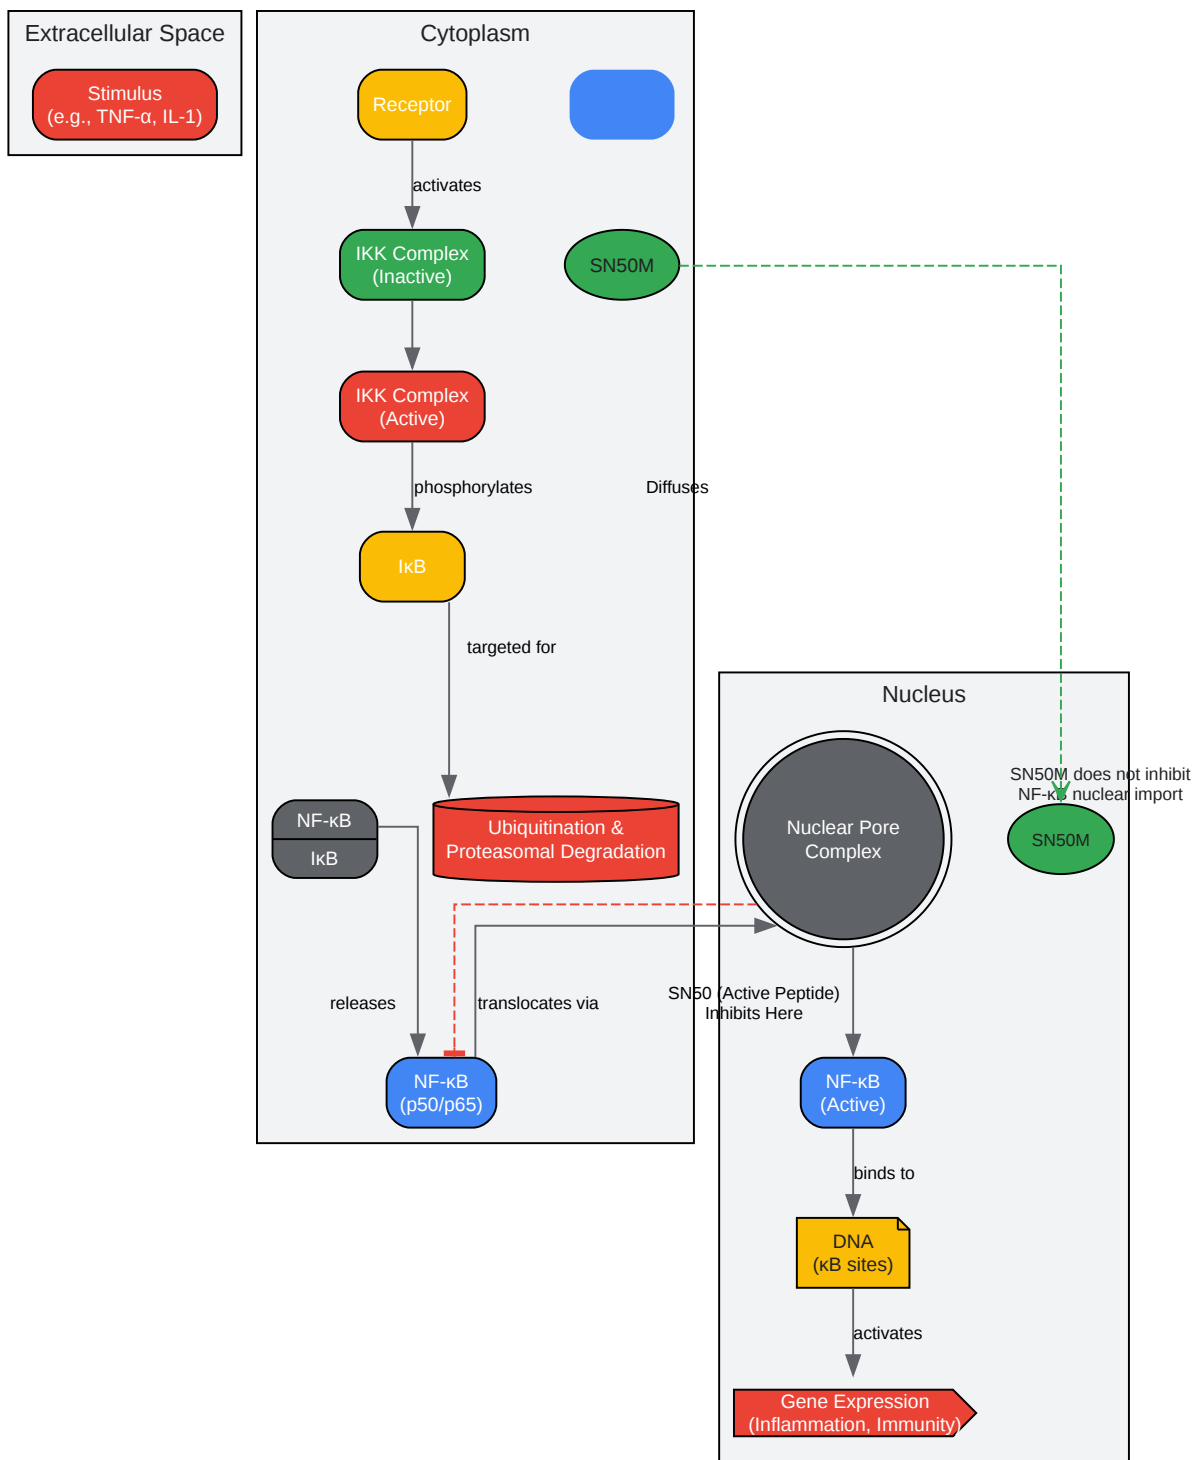 Extracellular Space
Stimulus
(e.g., TNF-α, IL-1)
Cytoplasm
Receptor
activates
IKK Complex
(Inactive)
SN50M
IKK Complex
(Active)
phosphorylates
Diffuses
IκB
targeted for
NF-κB
IκB
Ubiquitination &
Proteasomal Degradation
releases
translocates via
SN50 (Active Peptide)
Inhibits Here
NF-κB
(p50/p65)
Nucleus
Nuclear Pore
Complex
SN50M does not inhibit
NF-κB nuclear import
SN50M
NF-κB
(Active)
binds to
DNA
(κB sites)
activates
Gene Expression
(Inflammation, Immunity)